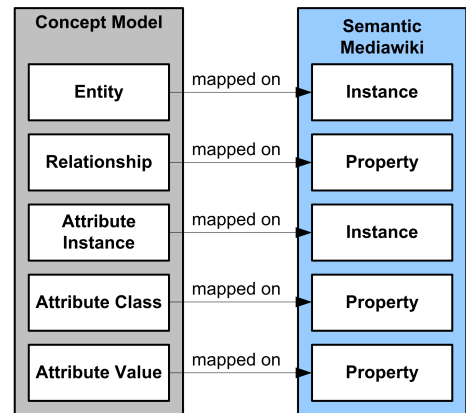 Concept Model
Semantic
Mediawiki
Entity
mapped on
Instance
Relationship
mapped on
Property
Attribute
Instance
mapped on
Instance
Attribute Class
mapped on
Property
Attribute Value
mapped on
Property